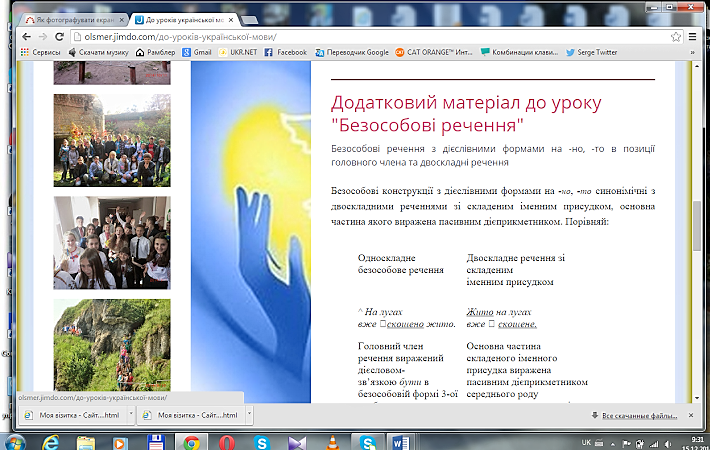 Як фотографувати екран
До уроків української мо
olsmer.jimdo.com/до-уроків-української-мови/
Сервисы
Скачати музику
Рамблер
Gmail
UKR.NET
Facebook
Переводчик Google
CAT ORANGE™ Инт...
Комбинации клави...
Serge Twitter
Додатковий матеріал до уроку
"Безособові речення"
Безособові речення з дієслівними формами на -но, -то в позиції
головного члена та двоскладні речення
Безособові конструкції з дієслівними формами на -но, -то синонімічні з
двоскладними реченнями зі складеним іменним присудком, основна
частина якого виражена пасивним дієприкметником. Порівняй:
Односкладне
безособове речення
Двоскладне речення зі
складеним
іменним присудком
^ На лугах
вже скошено жито.
Жито на лугах
вже скошене.
Головний член
речення виражений
дієсловом-
зв'язкою бути в
безособовій формі 3-ої
Основна частина
складеного іменного
присудка виражена
пасивним дієприкметником
середнього роду
olsmer.jimdo.com/до-уроків-української-мови/
Моя візитка - Сайт....html
Моя візитка - Сайт....html
Все скачанные файлы...
UK
9:31